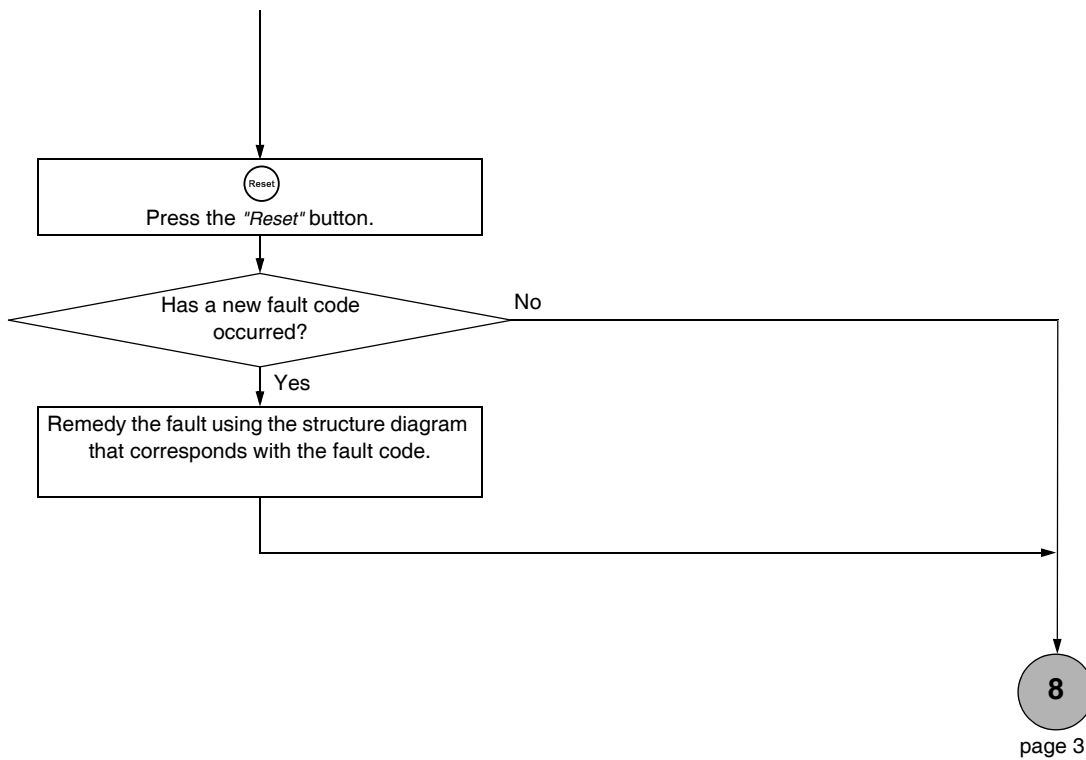 Reset
Press the "Reset" button.
Has a new fault code
occurred?
No
Yes
Remedy the fault using the structure diagram
that corresponds with the fault code.
8
page 3